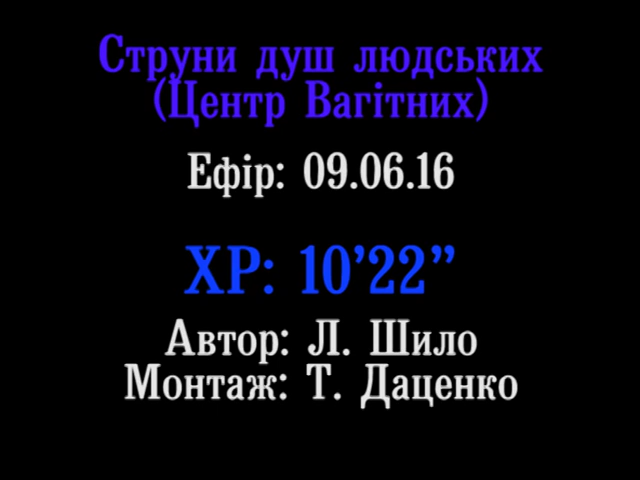 Струни душ людських
(Центр Вагітних)
Ефір: 09.06.16
ХР: 10’22”
Автор: Л. Шило
Монтаж: Т. Даценко